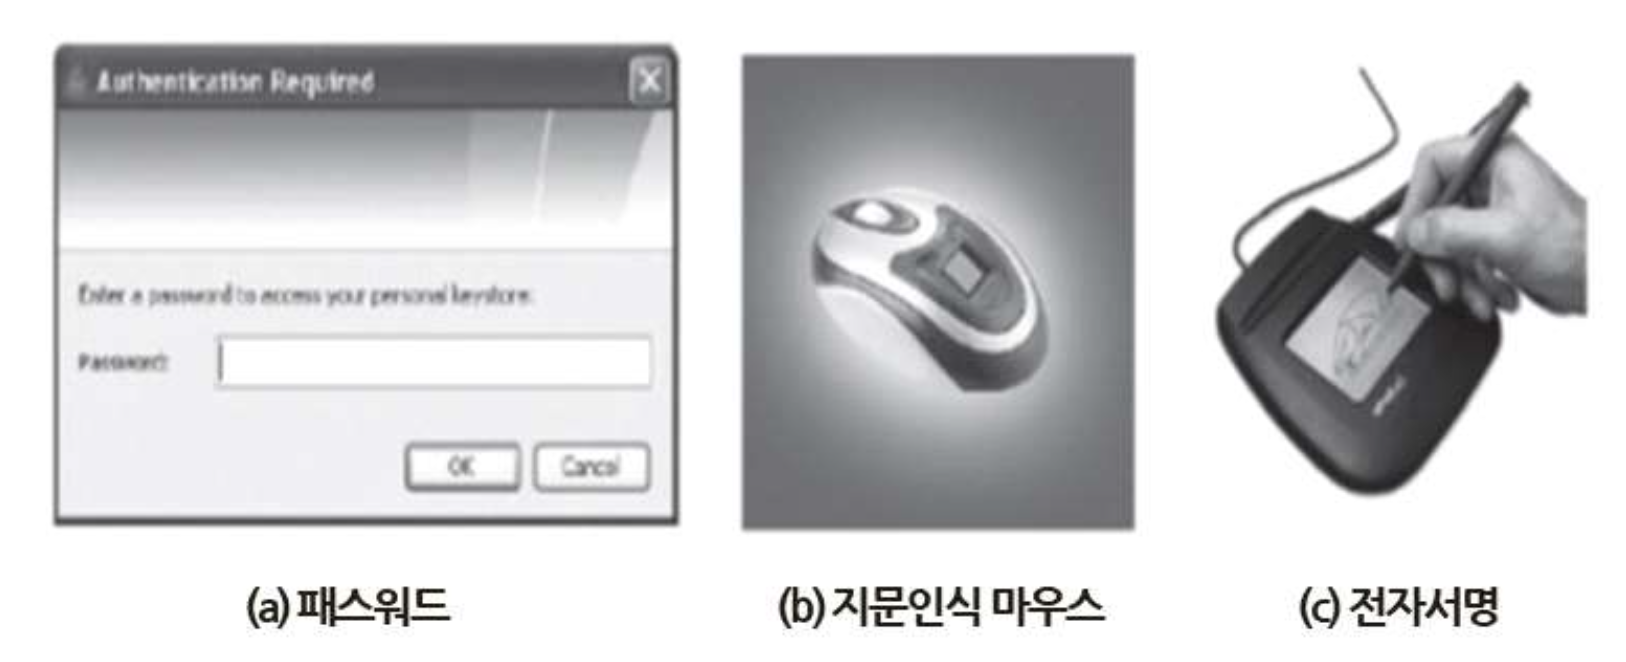 Authentication Required
Enter a password to access your personal keystore:
Password:
OK
Cancel
(a) 패스워드
(b) 지문인식 마우스
(c) 전자서명